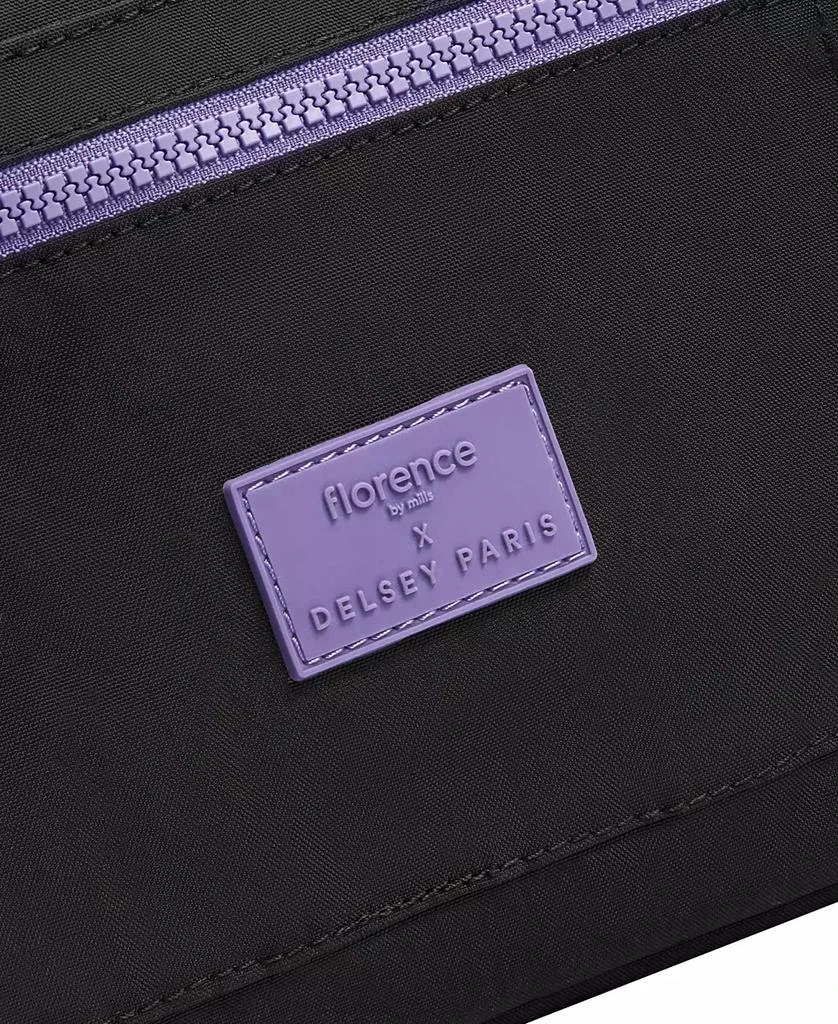 florence
by mills
X
DELSEY PARIS